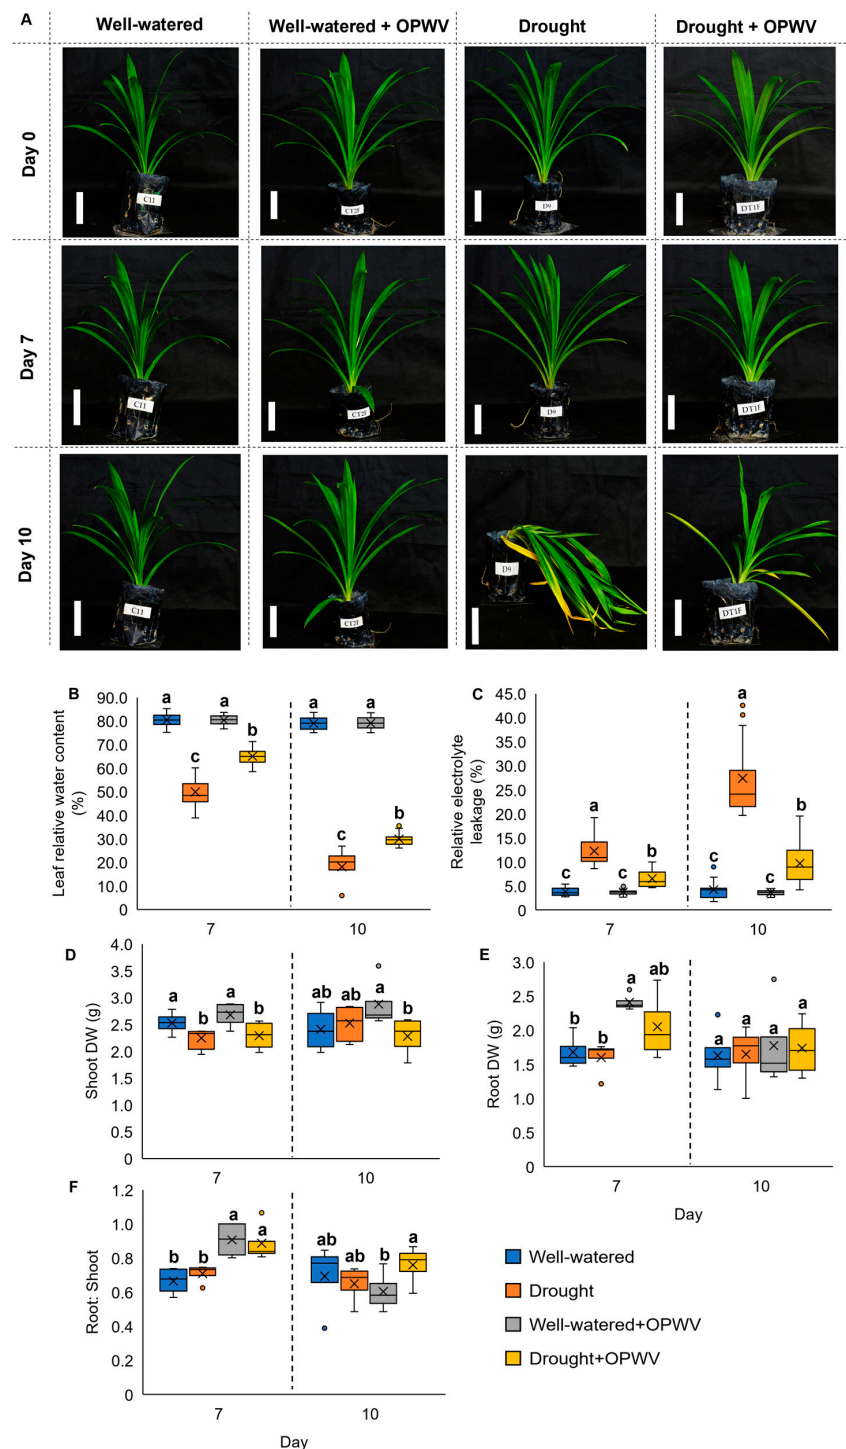 A
Well-watered
Well-watered + OPWV
Drought
Drought + OPWV
Day 0
C11
CT2F
D9
DT1F
Day 7
C11
CT2F
D9
DT1F
Day 10
C11
CT2F
D9
DT1F
B
Leaf relative water content
(%)
90.0
80.0
70.0
60.0
50.0
40.0
30.0
20.0
10.0
0
a
c
a
b
a
c
a
b
7
10
C
Relative electrolyte
leakage (%)
45.0
40.0
35.0
30.0
25.0
20.0
15.0
10.0
5.0
0
c
a
c
b
c
a
c
b
7
10
D
Shoot DW (g)
4.0
3.5
3.0
2.5
2.0
1.5
1.0
0.5
0
a
b
a
b
ab
ab
a
b
7
10
E
Root DW (g)
3.0
2.5
2.0
1.5
1.0
0.5
0
b
b
a
ab
a
a
a
a
7
10
Day
F
Root: Shoot
1.2
1.0
0.8
0.6
0.4
0.2
0
b
b
a
a
ab
ab
b
a
7
10
Day
Well-watered
Drought
Well-watered+OPWV
Drought+OPWV